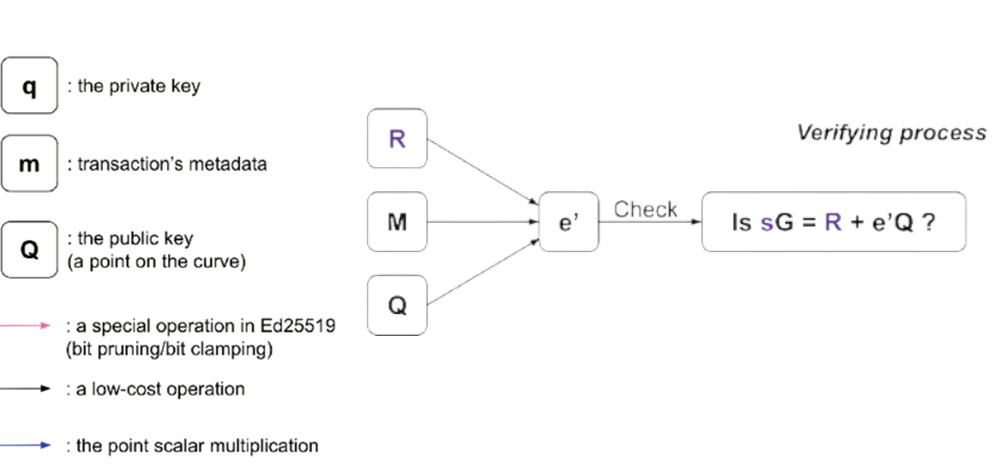 q : the private key
m : transaction's metadata
Q : the public key
(a point on the curve)
: a special operation in Ed25519
(bit pruning/bit clamping)
: a low-cost operation
: the point scalar multiplication
Verifying process
R
M
Q
e’
Check
Is sG = R + e’Q ?